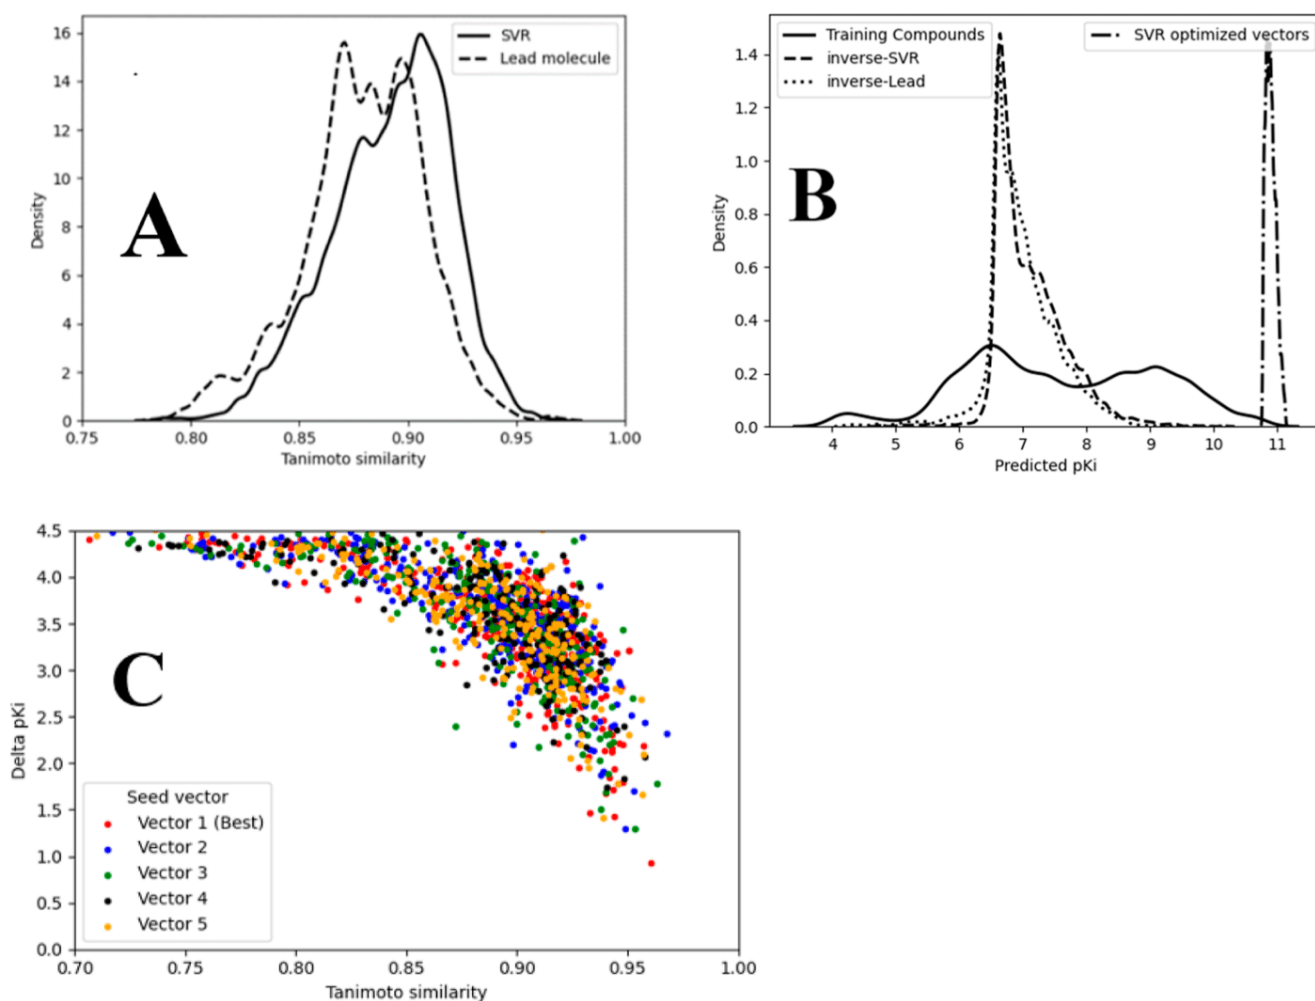 16
14
12
10
8
6
4
2
0
Density
SVR
Lead molecule
A
0.75
0.80
0.85
0.90
0.95
1.00
Tanimoto similarity
1.4
1.2
1.0
0.8
0.6
0.4
0.2
0.0
Density
Training Compounds
inverse-SVR
inverse-Lead
SVR optimized vectors
B
4
5
6
7
8
9
10
11
Predicted pKi
4.5
4.0
3.5
3.0
2.5
2.0
1.5
1.0
0.5
0.0
Delta pKi
C
Seed vector
Vector 1 (Best)
Vector 2
Vector 3
Vector 4
Vector 5
0.70
0.75
0.80
0.85
0.90
0.95
1.00
Tanimoto similarity